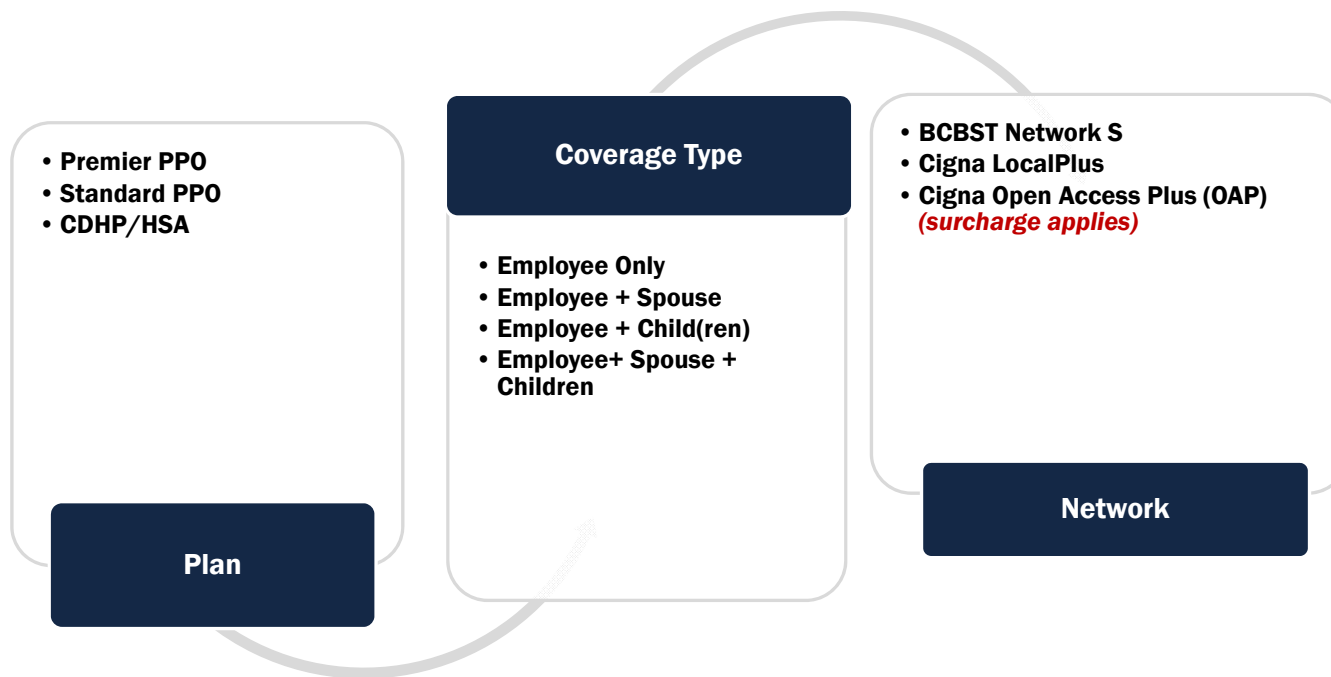 • Premier PPO
• Standard PPO
• CDHP/HSA
Plan
Coverage Type
• Employee Only
• Employee + Spouse
• Employee + Child(ren)
• Employee+ Spouse +
Children
• BCBST Network S
• Cigna LocalPlus
• Cigna Open Access Plus (OAP)
(surcharge applies)
Network